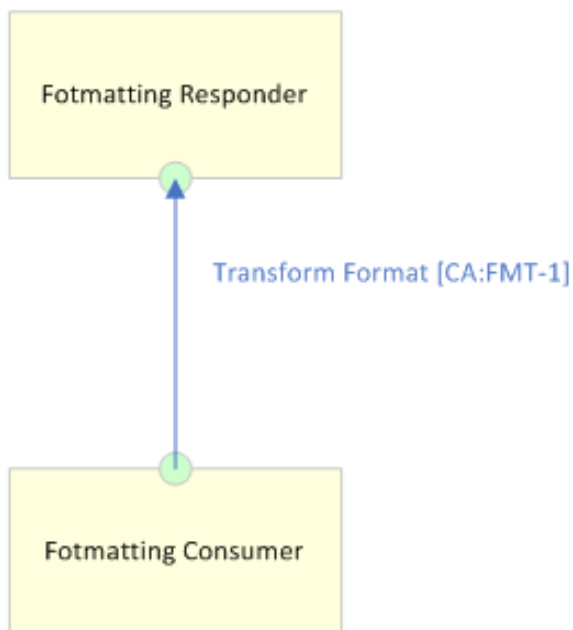 Fotmatting Responder
Transform Format [CA:FMT-1]
Fotmatting Consumer